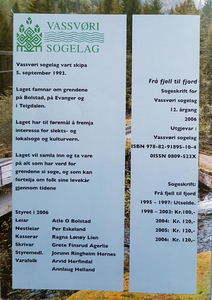 VASSVØRI
SOGELAG
Vassvøri sogelag vart skipa
5. september 1993.
Laget famnar om grendene
på Bolstad, på Evanger og
i Teigdalen.
Laget har til føremål å fremja
interessa for slekts- og
lokalsoge og kulturvern.
Laget vil samla inn og ta vare
på alt som har verd for
grendene si soge, og som kan
fortelja om folk sine levekår
gjennom tidene
Styret i 2006
Leiar Atle O Bolstad
Nestleiar Per Eskeland
Kasserar Ragna Lønøy Lien
Skrivar Grete Finsrud Agerlie
Styremedl. Jorunn Ringheim Hernes
Varafolk Arvid Horfindal
Annlaug Helland
Frå fjell til fjord
Sogeskrift for
Vassvøri sogelag
12. årgang
2006
Utgjevar :
Vassvøri sogelag
ISBN 978-82-91895-10-4
0ISSN 0809-523X
Sogeskrift:
Frå fjell til fjord
1995 - 1997: Utselde.
1998 - 2003: Kr.100,-
2004: Kr. 120,-
2005: Kr. 120,-
2006: Kr. 120,-